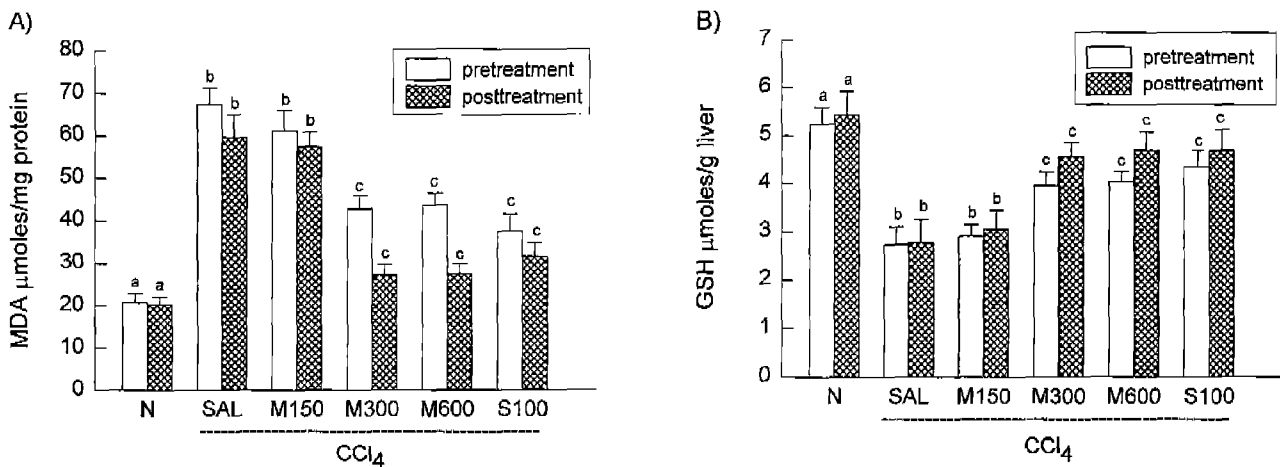 A)
80
70
60
50
40
30
20
10
0
MDA μmoles/mg protein
pretreatment
posttreatment
a a
b b
b b
c c
c c
c c
N SAL M150 M300 M600 S100
CCl4
B)
7
6
5
4
3
2
1
0
GSH μmoles/g liver
pretreatment
posttreatment
a a
b b
b b
c c
c c
c c
N SAL M150 M300 M600 S100
CCl4